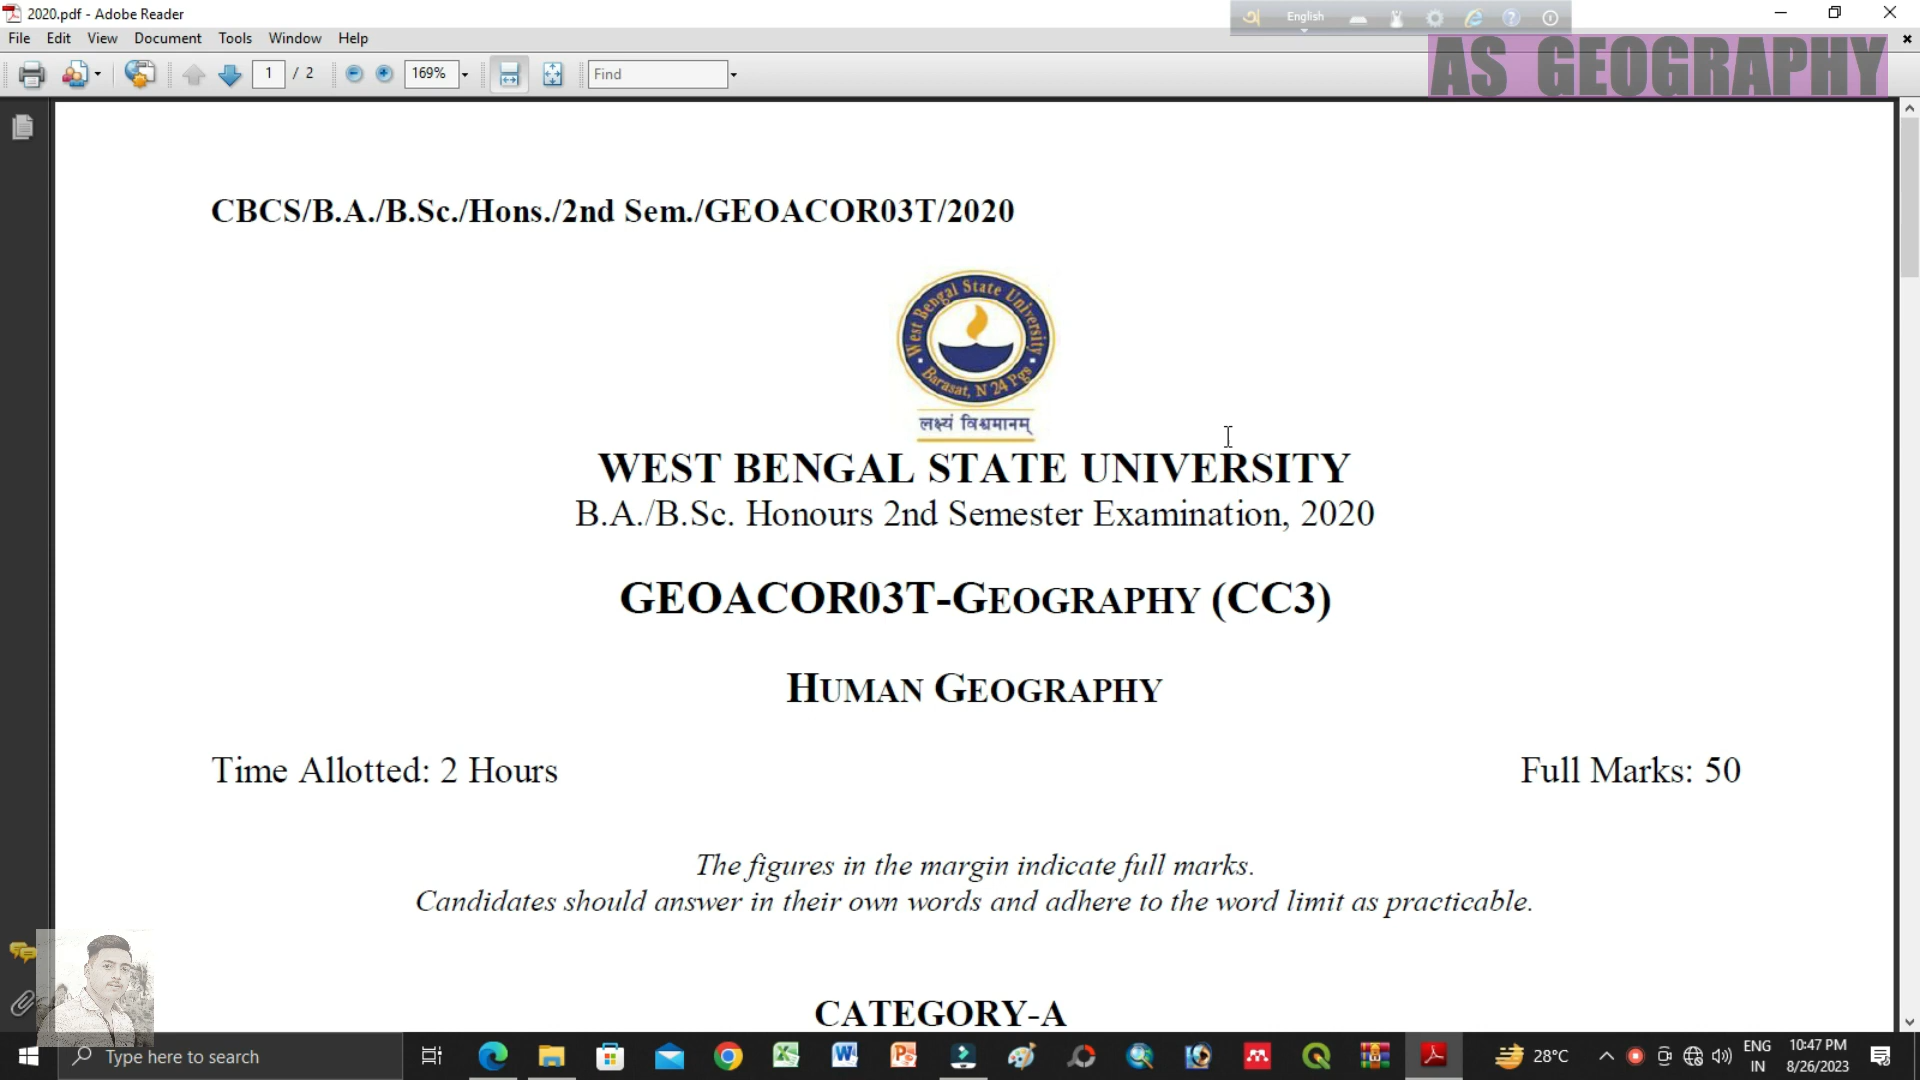 2020.pdf - Adobe Reader
English
File Edit View Document Tools Window Help
AS GEOGRAPHY
1 / 2 169% Find
CBCS/B.A./B.Sc./Hons./2nd Sem./GEOACOR03T/2020
West Bengal State University
Barasat, N 24 Pgs
लक्ष्यं विश्वमानम्
WEST BENGAL STATE UNIVERSITY
B.A./B.Sc. Honours 2nd Semester Examination, 2020
GEOACOR03T-GEOGRAPHY (CC3)
HUMAN GEOGRAPHY
Time Allotted: 2 Hours Full Marks: 50
The figures in the margin indicate full marks.
Candidates should answer in their own words and adhere to the word limit as practicable.
CATEGORY-A
Type here to search
28°C
ENG
IN
10:47 PM
8/26/2023